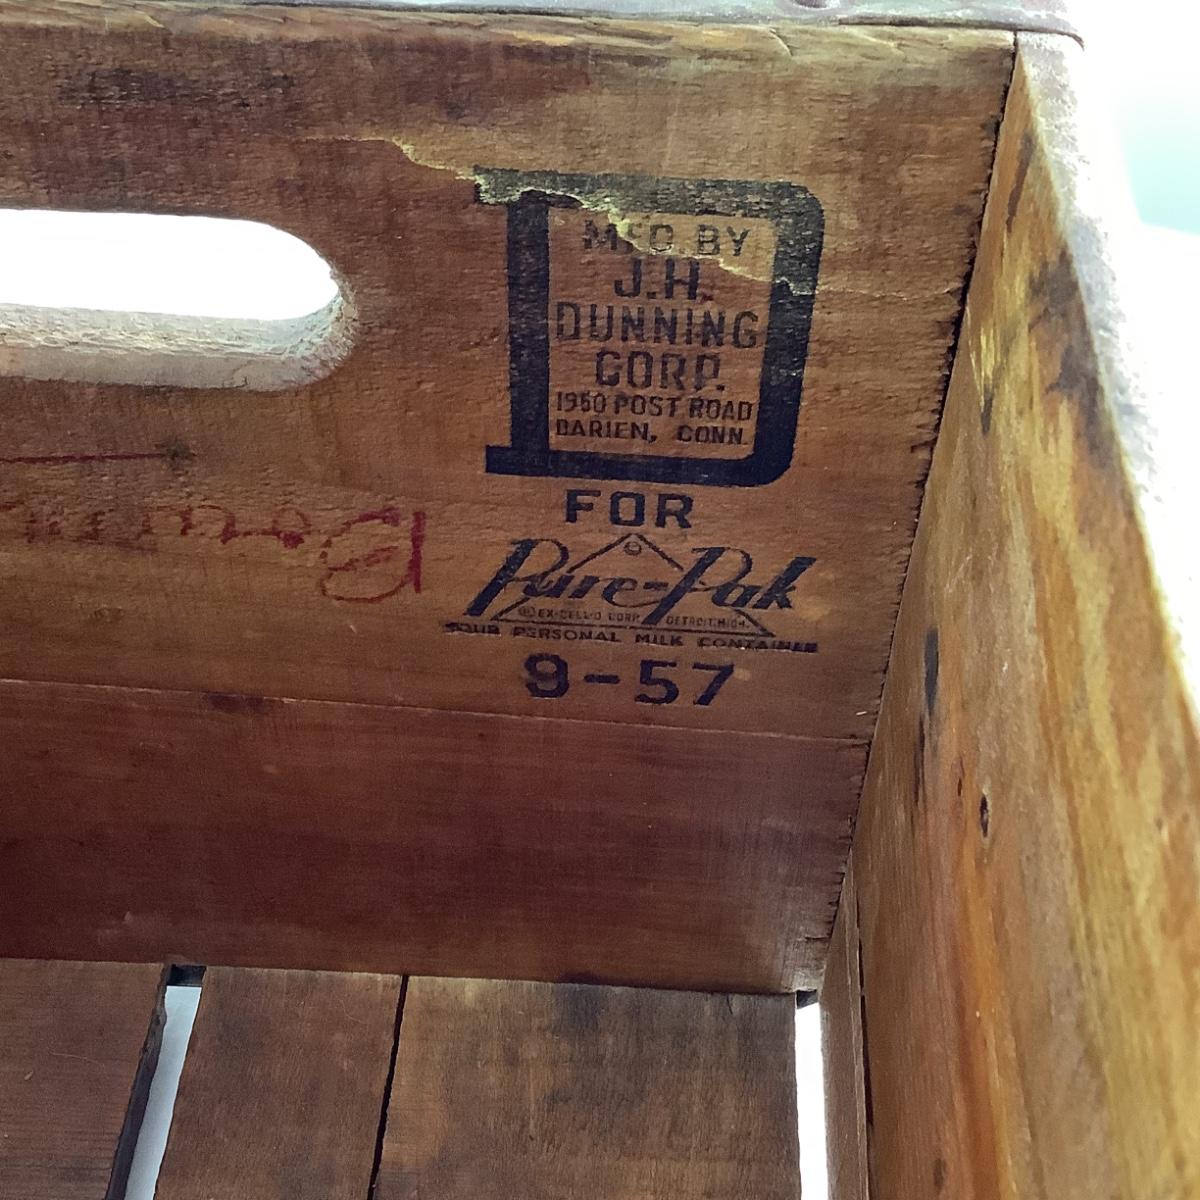 MFD. BY
J.H.
DUNNING
CORP.
1950 POST ROAD
DARIEN, CONN.
FOR
Pure-Pak
EX-CELL-O CORP. DETROIT, MICH.
YOUR PERSONAL MILK CONTAINER
9-57